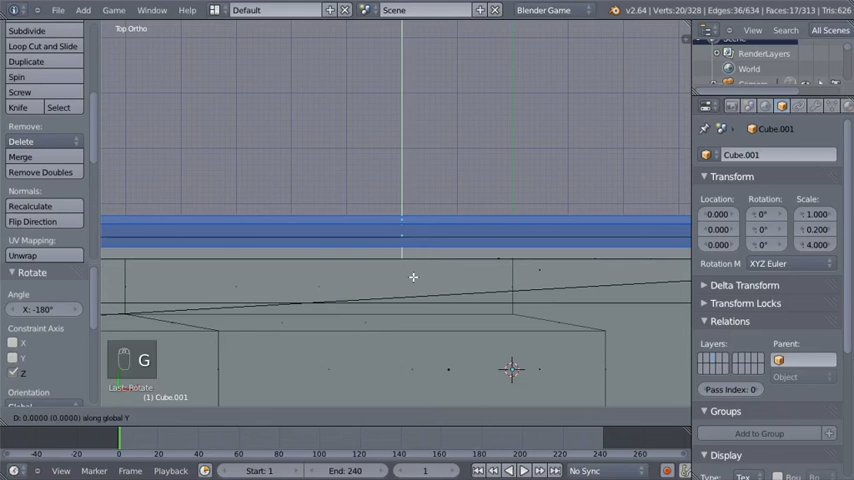 File Add Window Help Default Scene Blender Game v2.64 | Verts:20/328 | Edges:36/634 | Faces:17/313 | Tris:626
Subdivide
Loop Cut and Slide
Duplicate
Spin
Screw
Knife Select
Remove:
Delete
Merge
Remove Doubles
Normals:
Recalculate
Flip Direction
UV Mapping:
Unwrap
Rotate
Angle
X: -180°
Constraint Axis
X
Y
Z
Orientation
Top Ortho
G
Last: Rotate
(1) Cube.001
D: 0.0000 (0.0000) along global Y
View Search All Scenes
RenderLayers
World
Cube.001
Cube.001
Transform
Location: Rotation: Scale:
0.000 0° 1.000
0.000 0° 0.200
0.000 0° 4.000
Rotation M XYZ Euler
Delta Transform
Transform Locks
Relations
Layers: Parent:
Pass Index: 0 Object
Groups
Add to Group
Display
Type: Tex
-40 -20 0 20 40 60 80 100 120 140 160 180 200 220 240 260
View Marker Frame Playback Start: 1 End: 240 1 No Sync